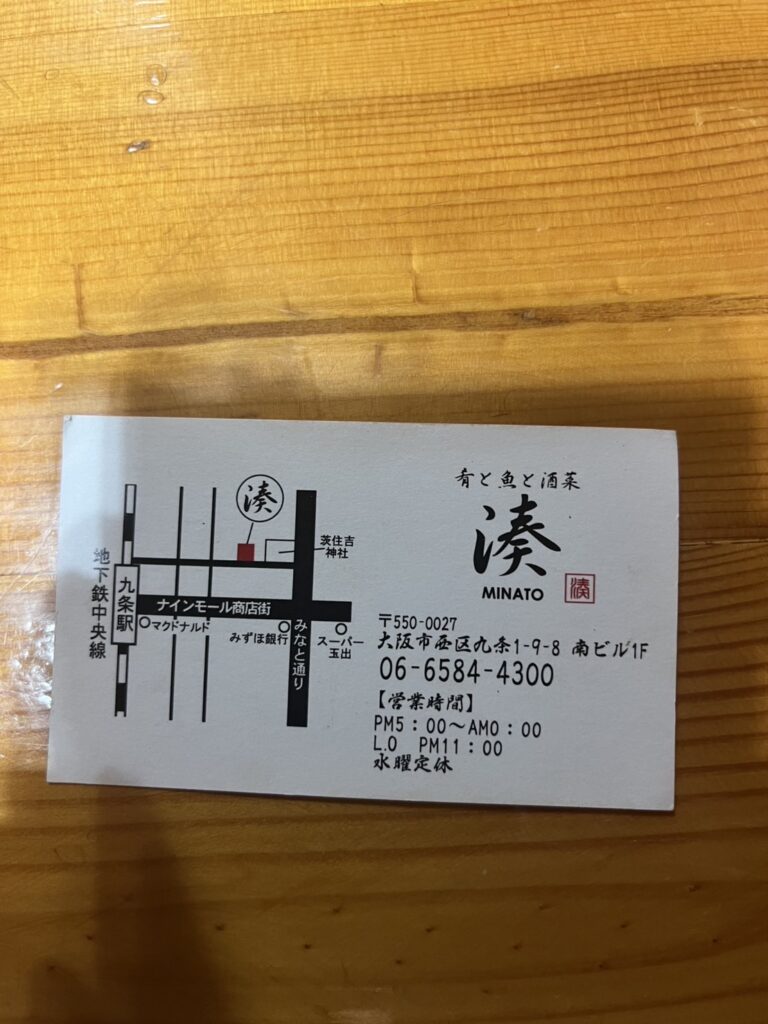 湊
茨住吉
神社
地下鉄中央線
九条駅
ナインモール商店街
マクドナルド
みずほ銀行
みなと通り
スーパー
玉出
肴と魚と酒菜
湊
MINATO
湊
〒550-0027
大阪市西区九条1-9-8 南ビル1F
06-6584-4300
【営業時間】
PM5：00～AM0：00
L.O PM11：00
水曜定休